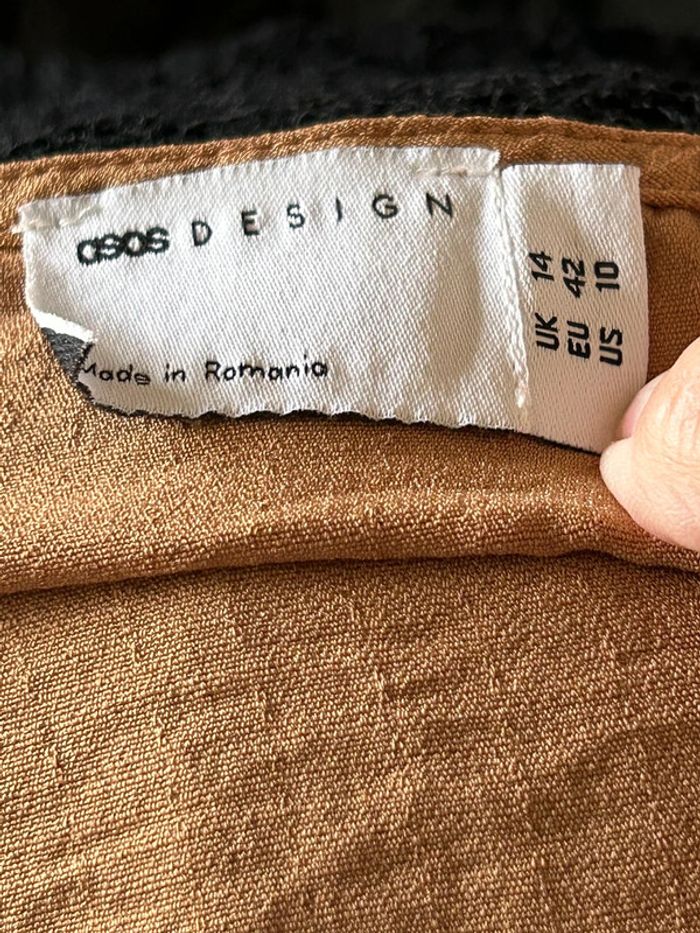 asos DESIGN
Made in Romania
UK 14
EU 42
US 10